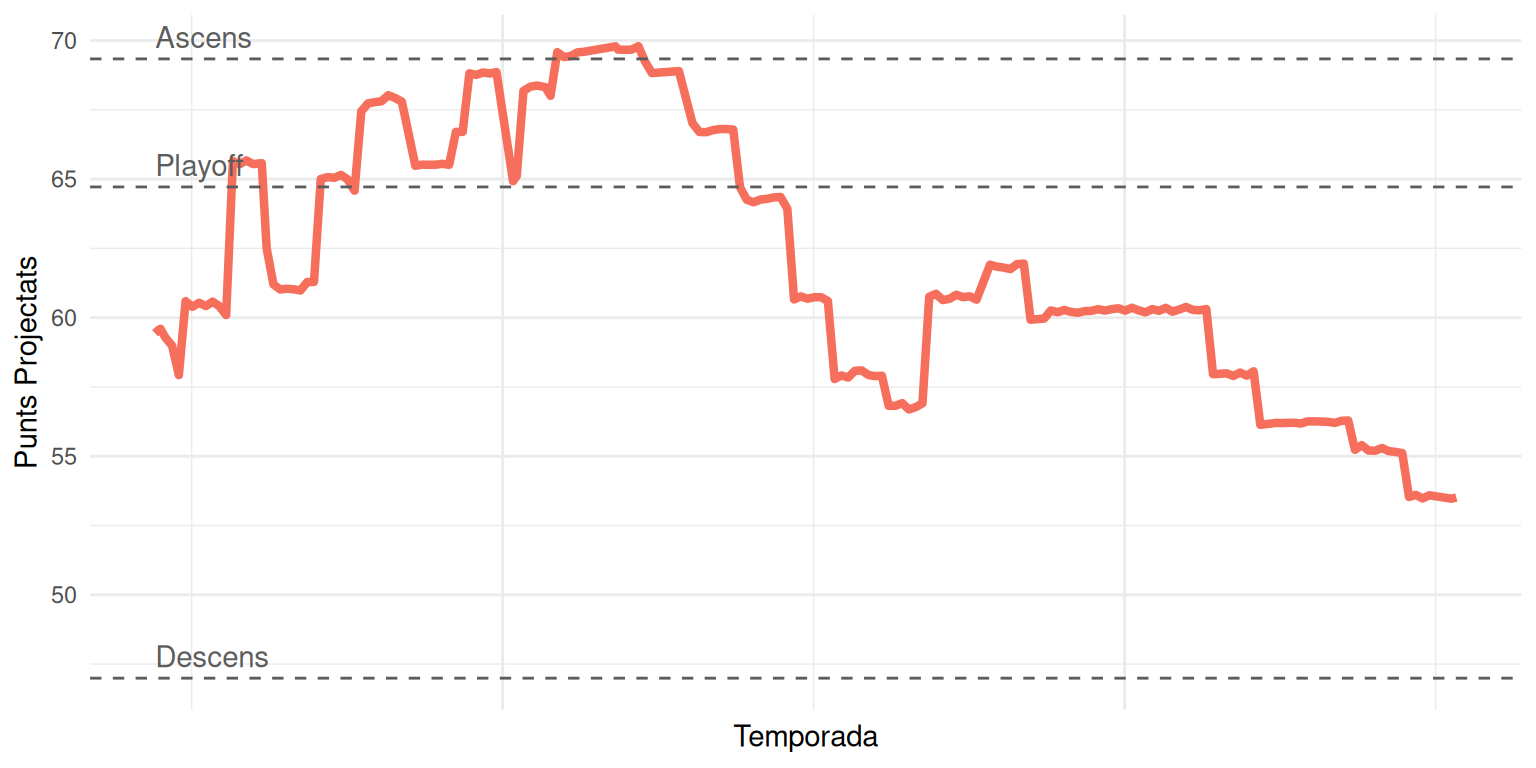 Ascens
Playoff
Descens
70
65
60
55
50
Punts Projectats
Temporada